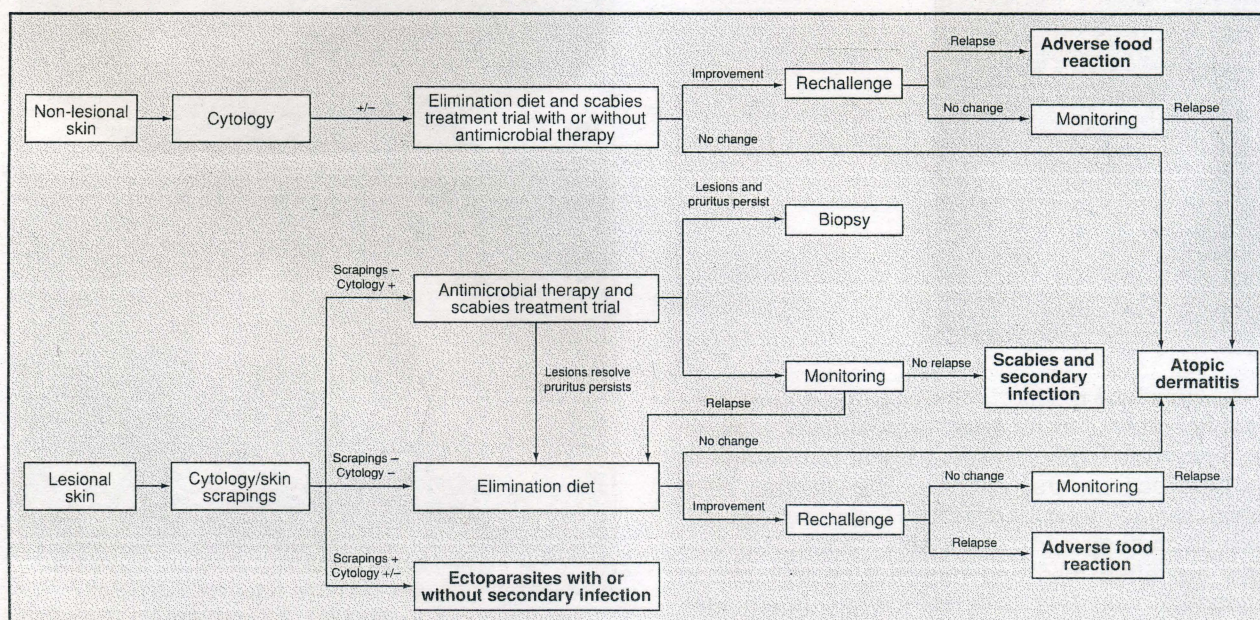 Relapse
Adverse food
reaction
Improvement
Rechallenge
No change
Monitoring
Relapse
Non-lesional
skin
Cytology
+/–
Elimination diet and scabies
treatment trial with or without
antimicrobial therapy
No change
Lesions and
pruritus persist
Biopsy
Scrapings –
Cytology +
Antimicrobial therapy and
scabies treatment trial
Lesions resolve
pruritus persists
Monitoring
No relapse
Scabies and
secondary
infection
Atopic
dermatitis
Relapse
No change
Lesional
skin
Cytology/skin
scrapings
Scrapings –
Cytology –
Elimination diet
Improvement
Rechallenge
No change
Monitoring
Relapse
Relapse
Adverse food
reaction
Scrapings +
Cytology +/–
Ectoparasites with or
without secondary infection